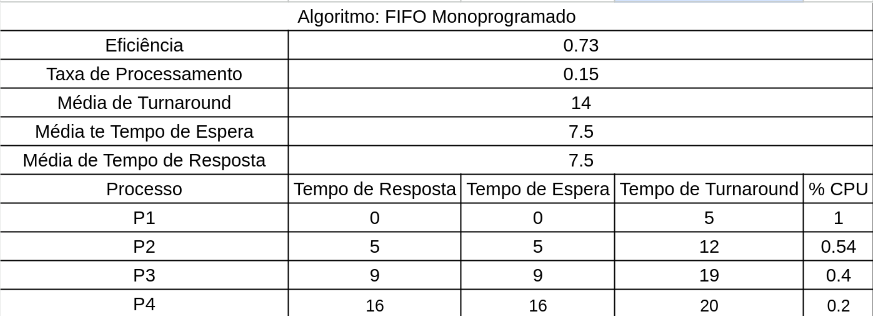 Algoritmo: FIFO Monoprogramado
Eficiência 0.73
Taxa de Processamento 0.15
Média de Turnaround 14
Média te Tempo de Espera 7.5
Média de Tempo de Resposta 7.5
Processo Tempo de Resposta Tempo de Espera Tempo de Turnaround % CPU
P1 0 0 5 1
P2 5 5 12 0.54
P3 9 9 19 0.4
P4 16 16 20 0.2